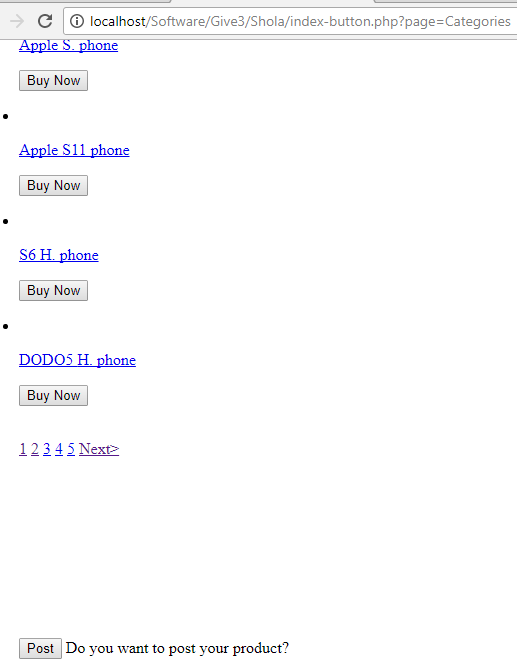 localhost/Software/Give3/Shola/index-button.php?page=Categories
Apple S. phone
Buy Now
Apple S11 phone
Buy Now
S6 H. phone
Buy Now
DODO5 H. phone
Buy Now
1 2 3 4 5 Next>
Post Do you want to post your product?